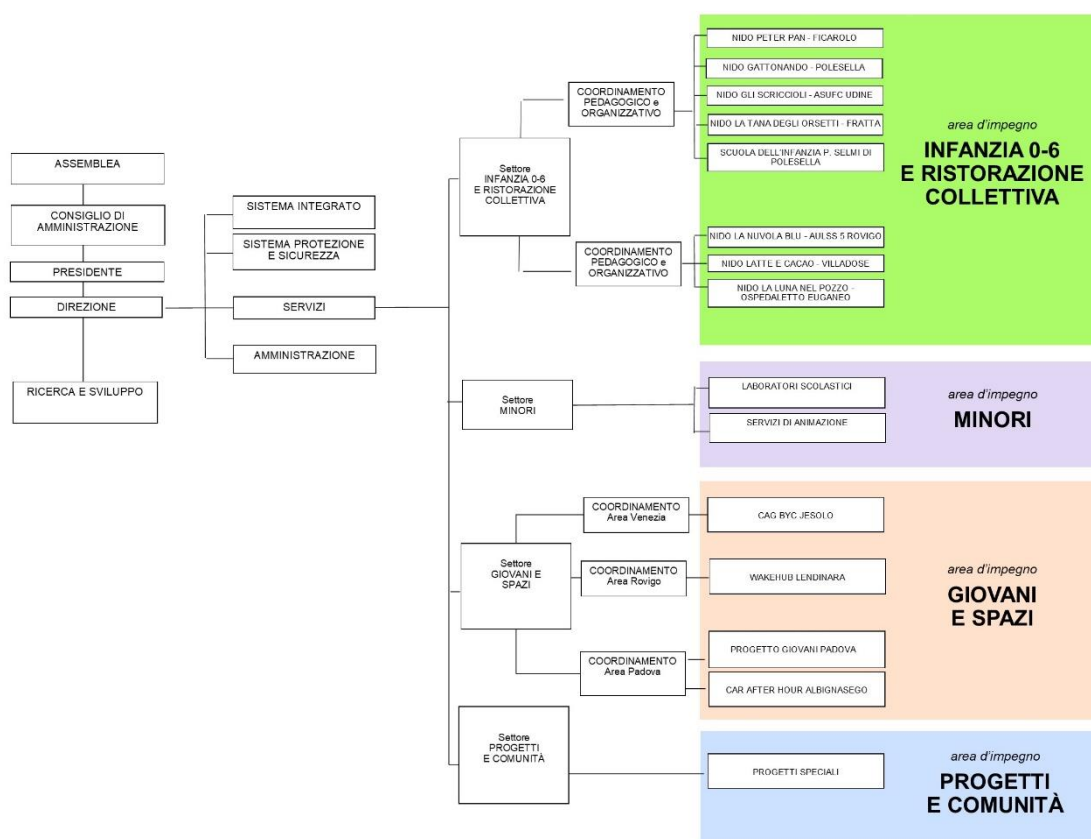 ASSEMBLEA
CONSIGLIO DI
AMMINISTRAZIONE
PRESIDENTE
DIREZIONE
RICERCA E SVILUPPO
SISTEMA INTEGRATO
SISTEMA PROTEZIONE
E SICUREZZA
SERVIZI
AMMINISTRAZIONE
Settore
INFANZIA 0-6
E RISTORAZIONE
COLLETTIVA
COORDINAMENTO
PEDAGOGICO e
ORGANIZZATIVO
NIDO PETER PAN - FICAROLO
NIDO GATTONANDO - POLESELLA
NIDO GLI SCRICCIOLI - ASUFC UDINE
NIDO LA TANA DEGLI ORSETTI - FRATTA
SCUOLA DELL'INFANZIA P. SELMI DI
POLESELLA
COORDINAMENTO
PEDAGOGICO e
ORGANIZZATIVO
NIDO LA NUVOLA BLU - AULSS 5 ROVIGO
NIDO LATTE E CACAO - VILLADOSE
NIDO LA LUNA NEL POZZO -
OSPEDALETTO EUGANEO
area d'impegno
INFANZIA 0-6
E RISTORAZIONE
COLLETTIVA
Settore
MINORI
LABORATORI SCOLASTICI
SERVIZI DI ANIMAZIONE
area d'impegno
MINORI
Settore
GIOVANI E
SPAZI
COORDINAMENTO
Area Venezia
CAG BYC JESOLO
COORDINAMENTO
Area Rovigo
WAKEHUB LENDINARA
COORDINAMENTO
Area Padova
PROGETTO GIOVANI PADOVA
CAR AFTER HOUR ALBIGNASEGO
area d'impegno
GIOVANI
E SPAZI
Settore
PROGETTI
E COMUNITÀ
PROGETTI SPECIALI
area d'impegno
PROGETTI
E COMUNITÀ